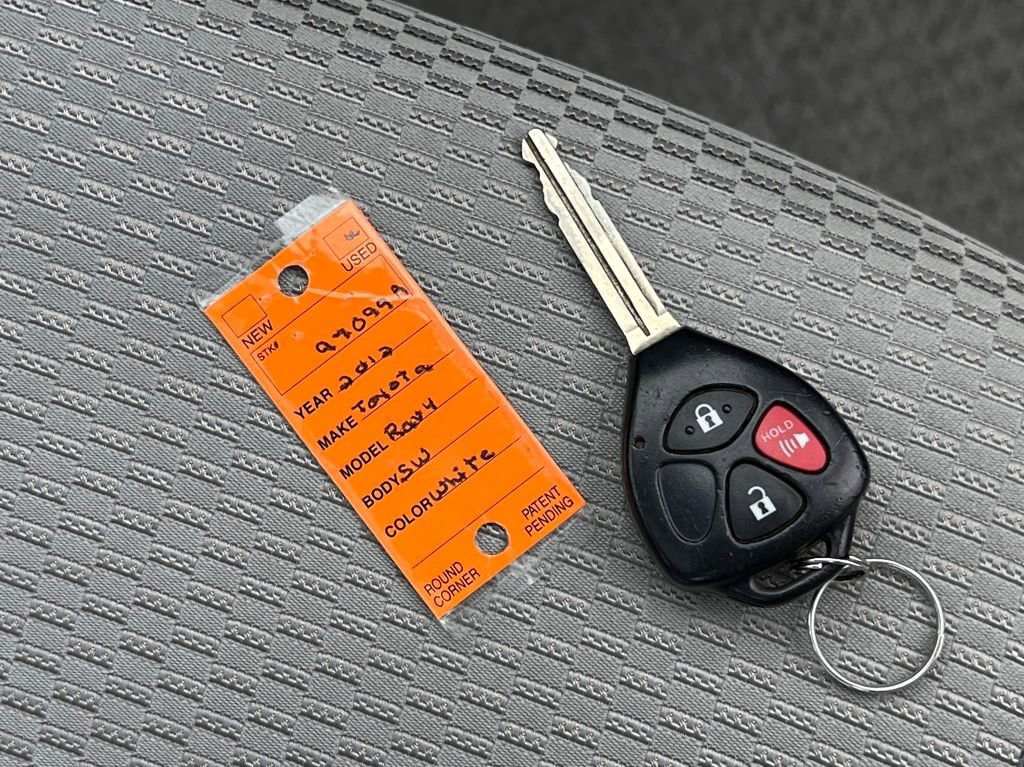 NEW
USED
STK# 97099A
YEAR 2012
MAKE Toyota
MODEL Rav4
BODY SW
COLOR White
ROUND CORNER
PATENT PENDING
HOLD